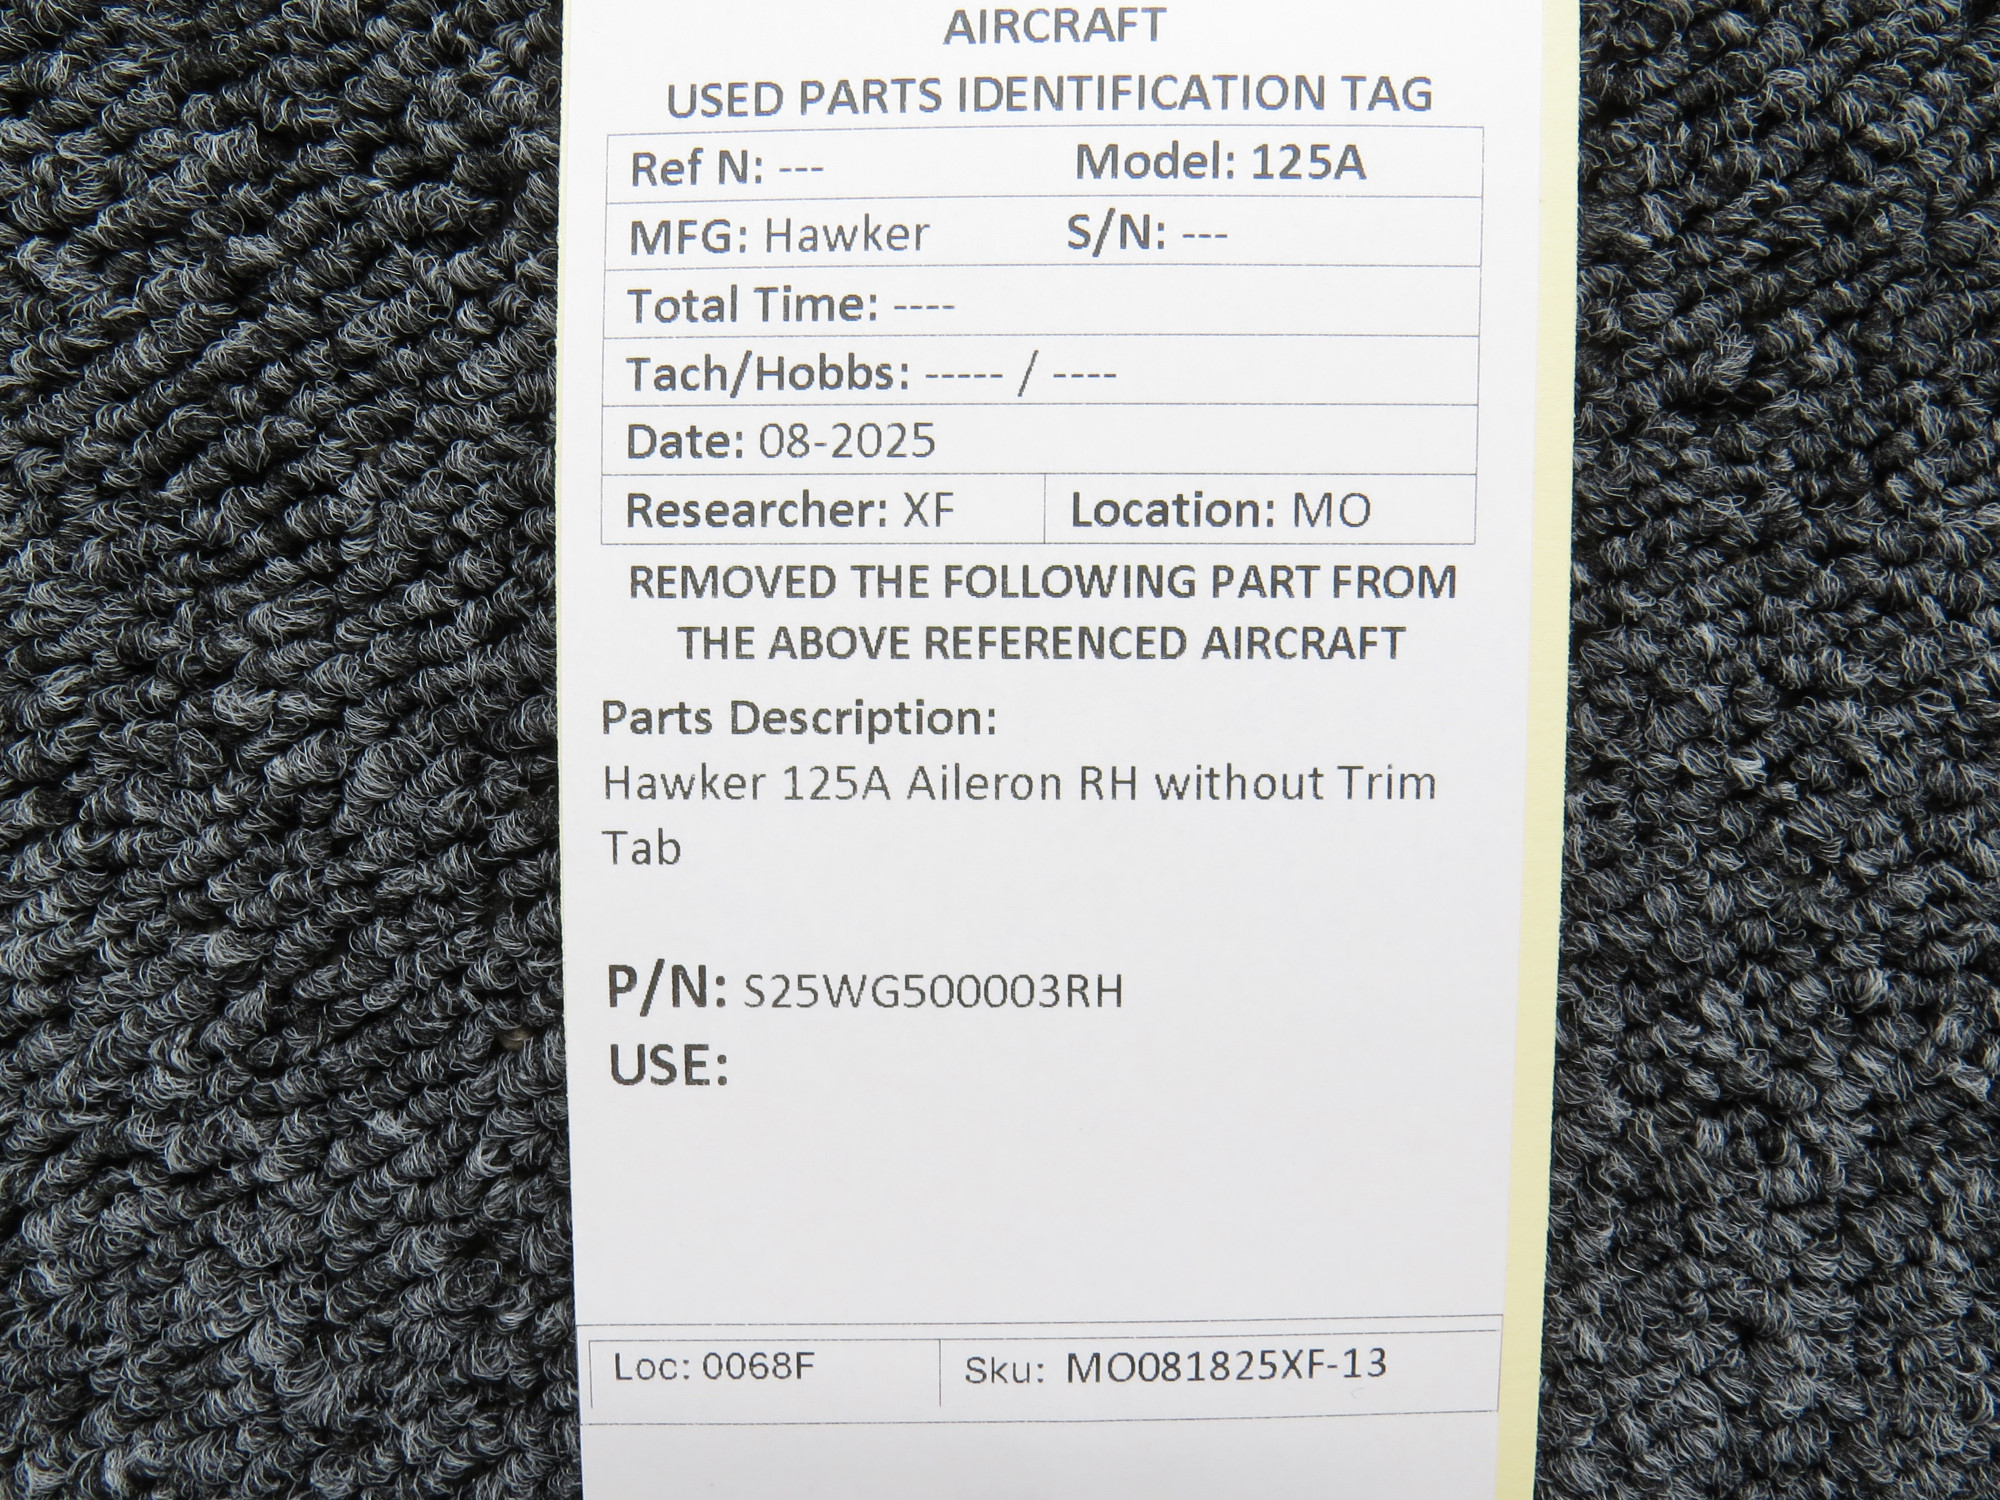 AIRCRAFT
USED PARTS IDENTIFICATION TAG
Ref N: --- Model: 125A
MFG: Hawker S/N: ---
Total Time: ----
Tach/Hobbs: ----- / ----
Date: 08-2025
Researcher: XF Location: MO
REMOVED THE FOLLOWING PART FROM
THE ABOVE REFERENCED AIRCRAFT
Parts Description:
Hawker 125A Aileron RH without Trim
Tab
P/N: S25WG500003RH
USE:
Loc: 0068F Sku: MO081825XF-13